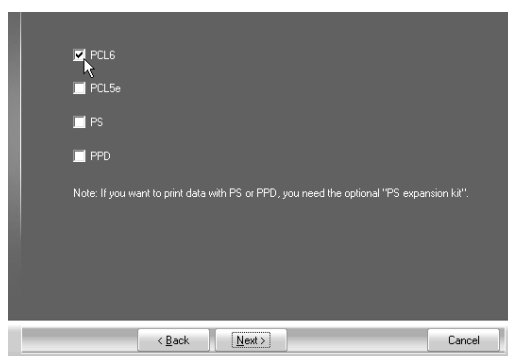 PCL6
PCL5e
PS
PPD
Note: If you want to print data with PS or PPD, you need the optional "PS expansion kit".
< Back
Next >
Cancel